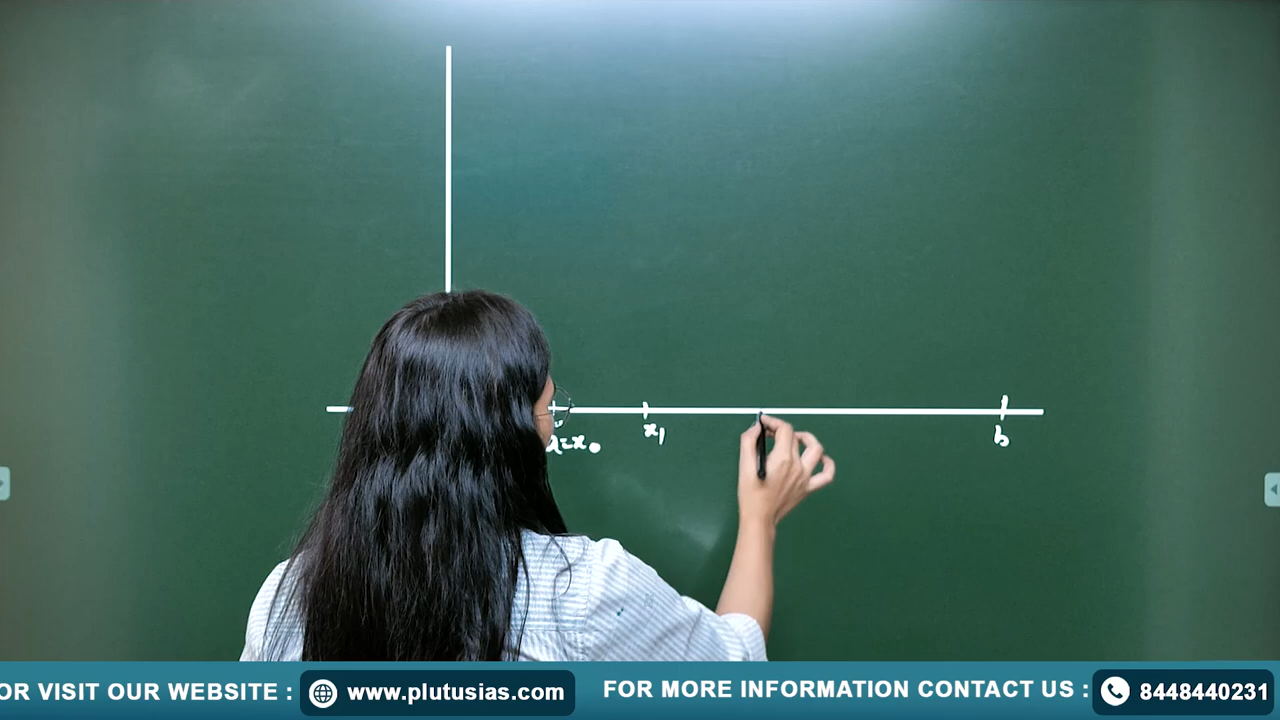 a=x₀
x₁
b
OR VISIT OUR WEBSITE : www.plutusias.com
FOR MORE INFORMATION CONTACT US : 8448440231